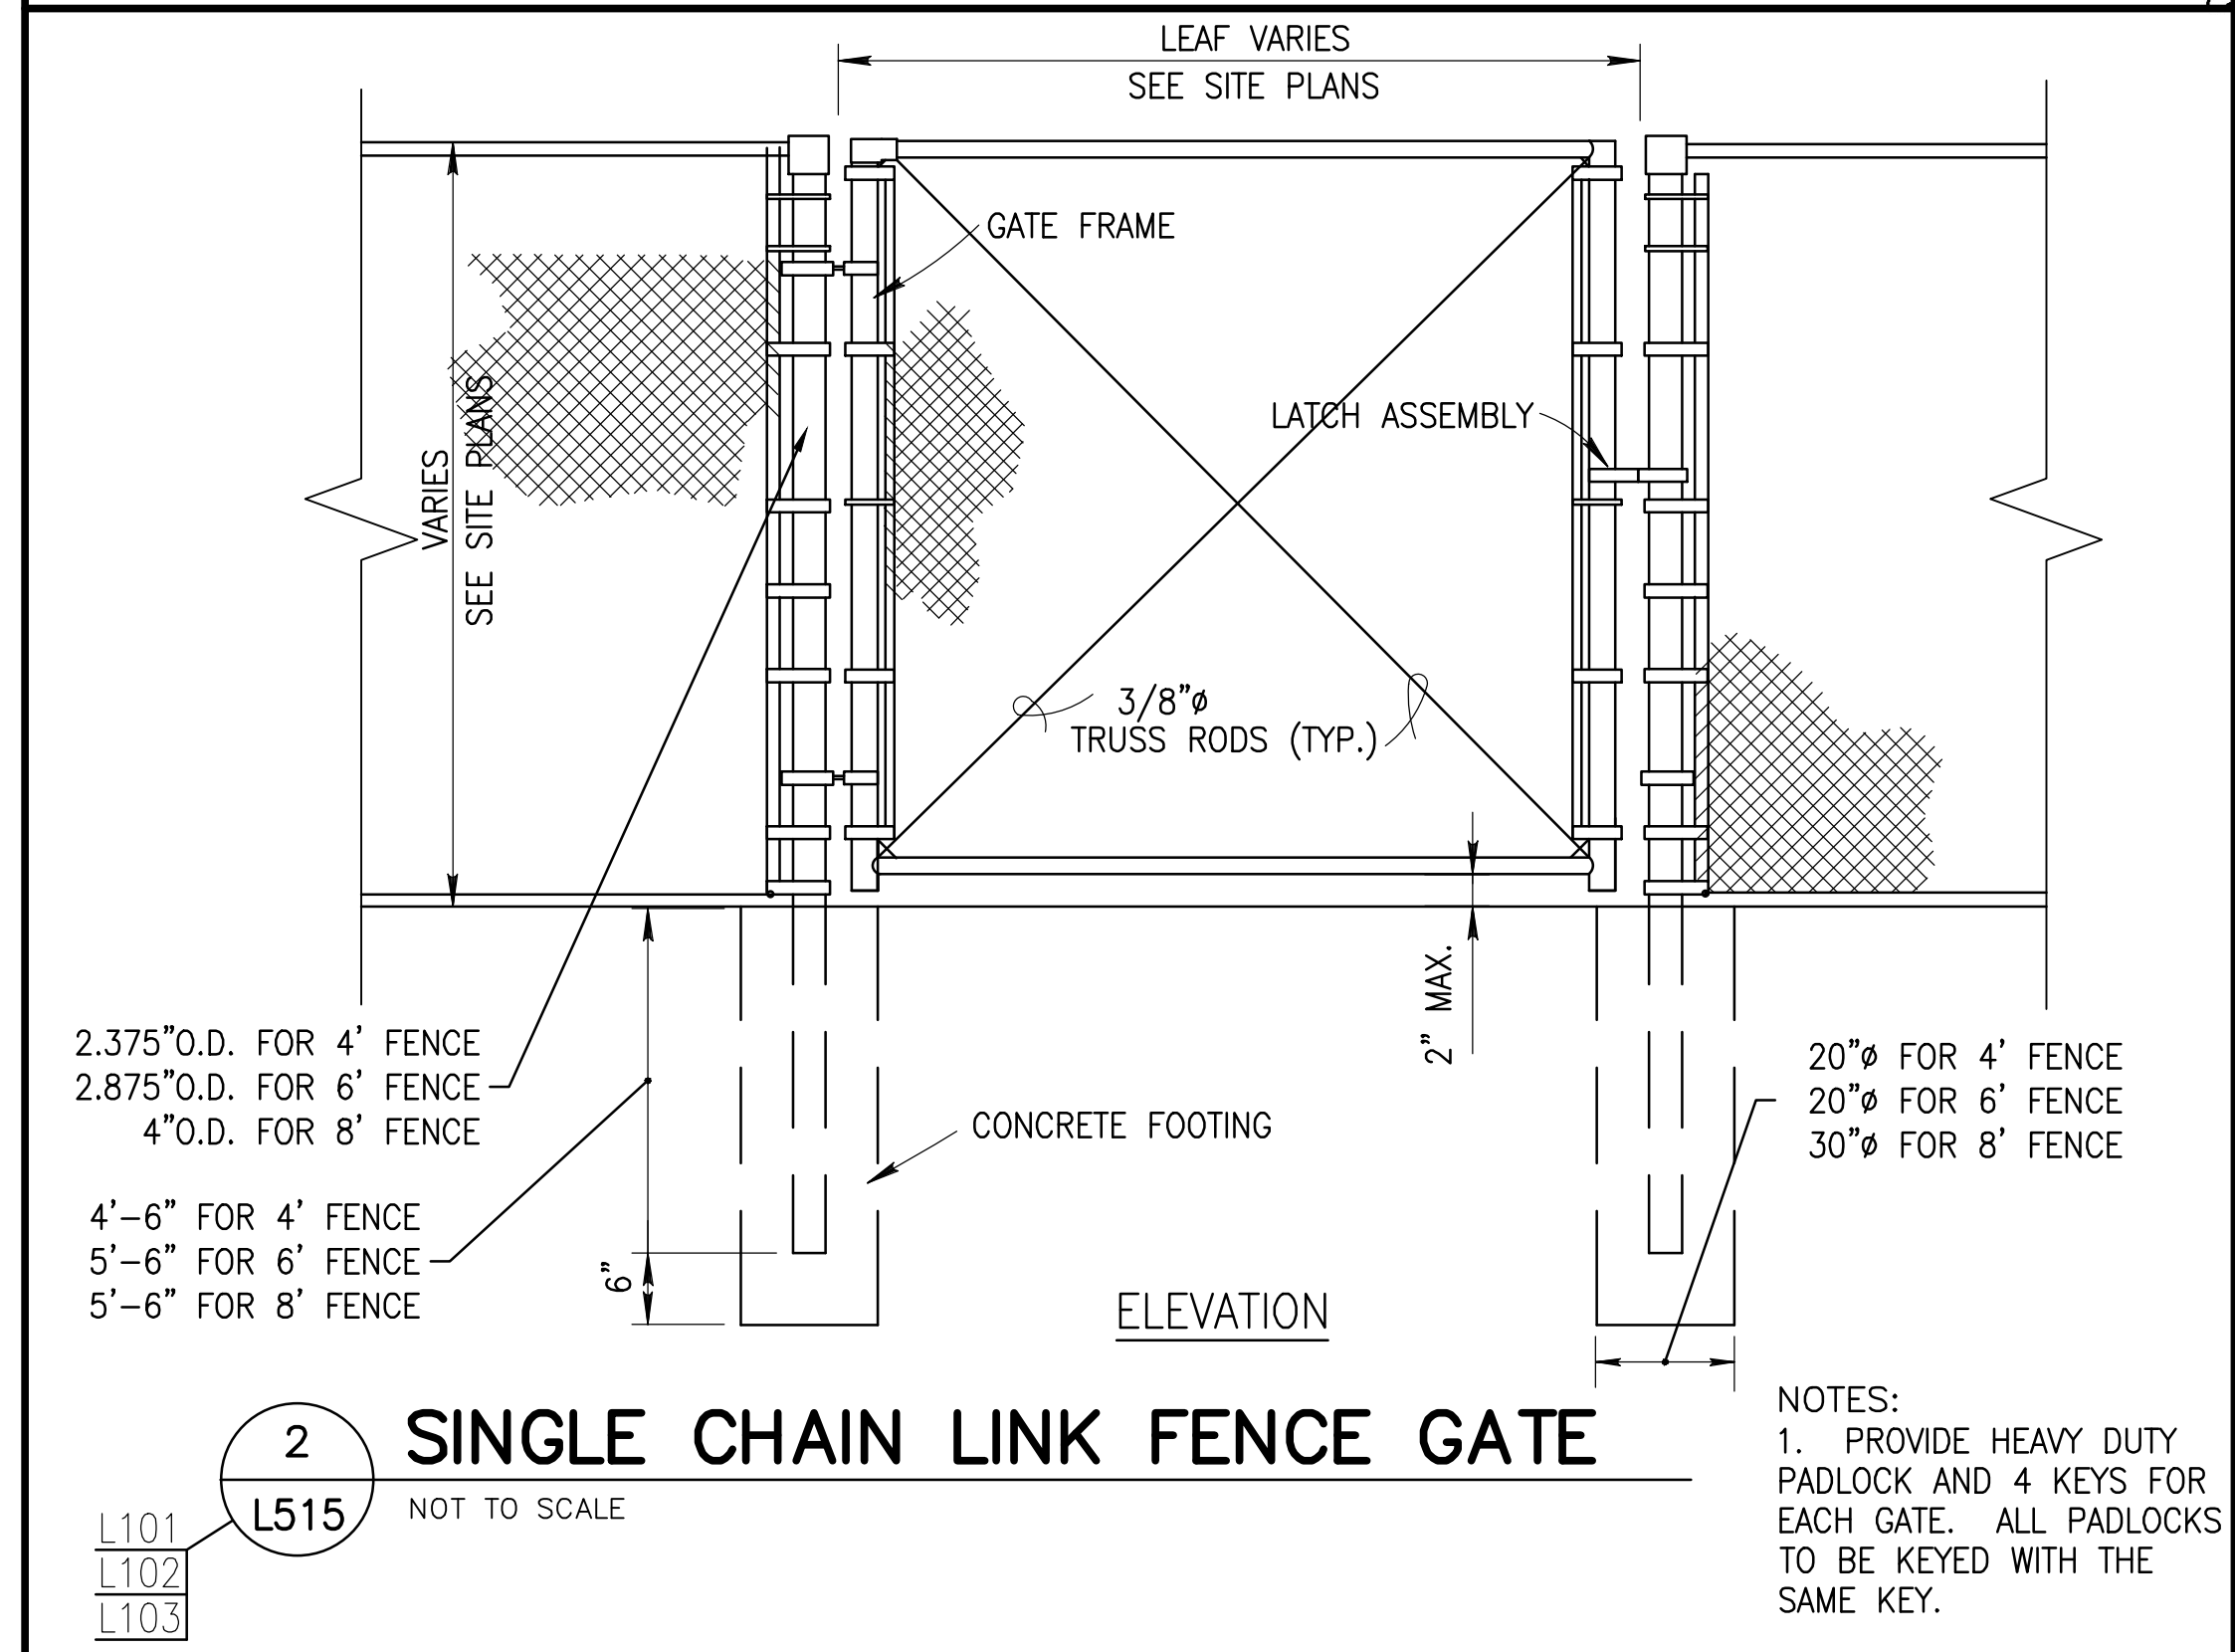 LEAF VARIES
SEE SITE PLANS
GATE FRAME
LATCH ASSEMBLY
VARIES
SEE SITE PLANS
3/8"ø
TRUSS RODS (TYP.)
2" MAX.
2.375"O.D. FOR 4' FENCE
2.875"O.D. FOR 6' FENCE
4"O.D. FOR 8' FENCE
20"ø FOR 4' FENCE
20"ø FOR 6' FENCE
30"ø FOR 8' FENCE
CONCRETE FOOTING
4'-6" FOR 4' FENCE
5'-6" FOR 6' FENCE
5'-6" FOR 8' FENCE
6"
ELEVATION
2
L515
SINGLE CHAIN LINK FENCE GATE
NOT TO SCALE
L101
L102
L103
NOTES:
1. PROVIDE HEAVY DUTY
PADLOCK AND 4 KEYS FOR
EACH GATE. ALL PADLOCKS
TO BE KEYED WITH THE
SAME KEY.